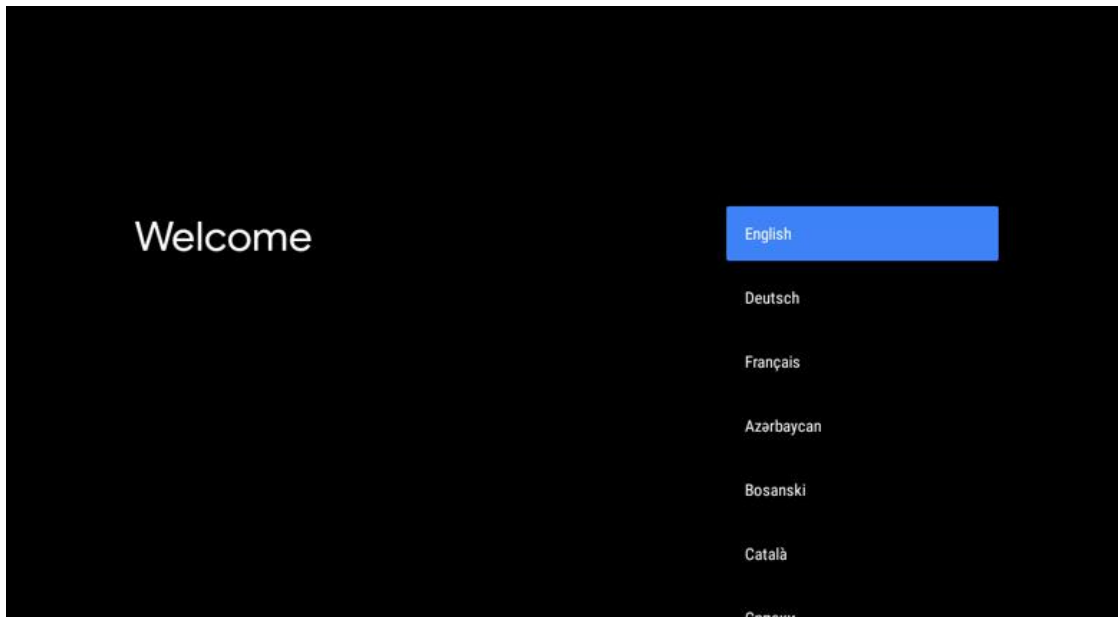 Welcome
English
Deutsch
Français
Azərbaycan
Bosanski
Català